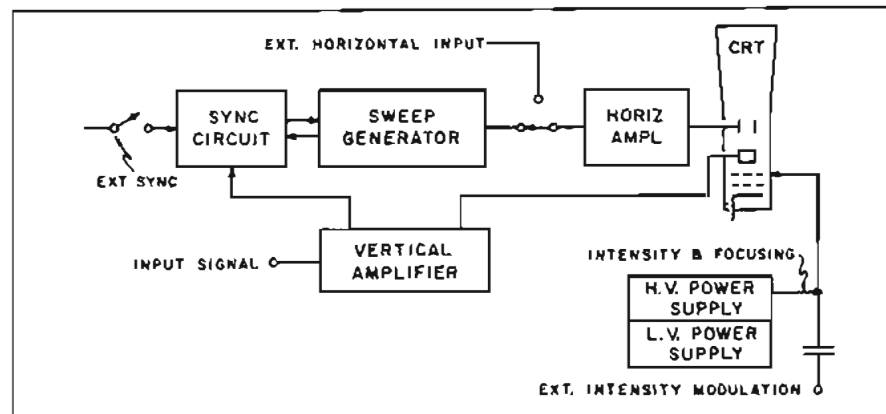 EXT. HORIZONTAL INPUT
CRT
SYNC
CIRCUIT
SWEEP
GENERATOR
HORIZ
AMPL
EXT SYNC
INPUT SIGNAL
VERTICAL
AMPLIFIER
INTENSITY & FOCUSING
H.V. POWER
SUPPLY
L.V. POWER
SUPPLY
EXT. INTENSITY MODULATION